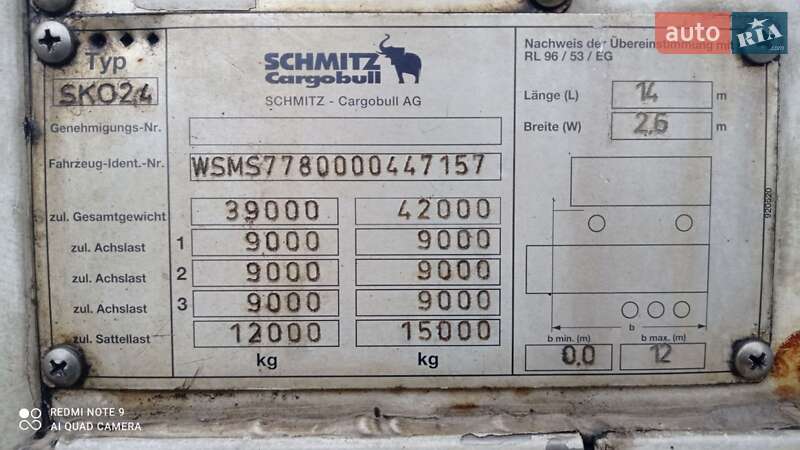 auto RIA.com
Typ
SKO24
SCHMITZ
Cargobull
SCHMITZ - Cargobull AG
Genehmigungs-Nr.
Fahrzeug-Ident.-Nr. WSMS7780000447157
zul. Gesamtgewicht 39000 42000
zul. Achslast 1 9000 9000
zul. Achslast 2 9000 9000
zul. Achslast 3 9000 9000
zul. Sattellast 12000 15000
kg kg
Nachweis der Übereinstimmung mit
RL 96 / 53 / EG
Länge (L) 14 m
Breite (W) 2.6 m
920520
b
b min. (m) b max. (m)
0.0 12
REDMI NOTE 9
AI QUAD CAMERA